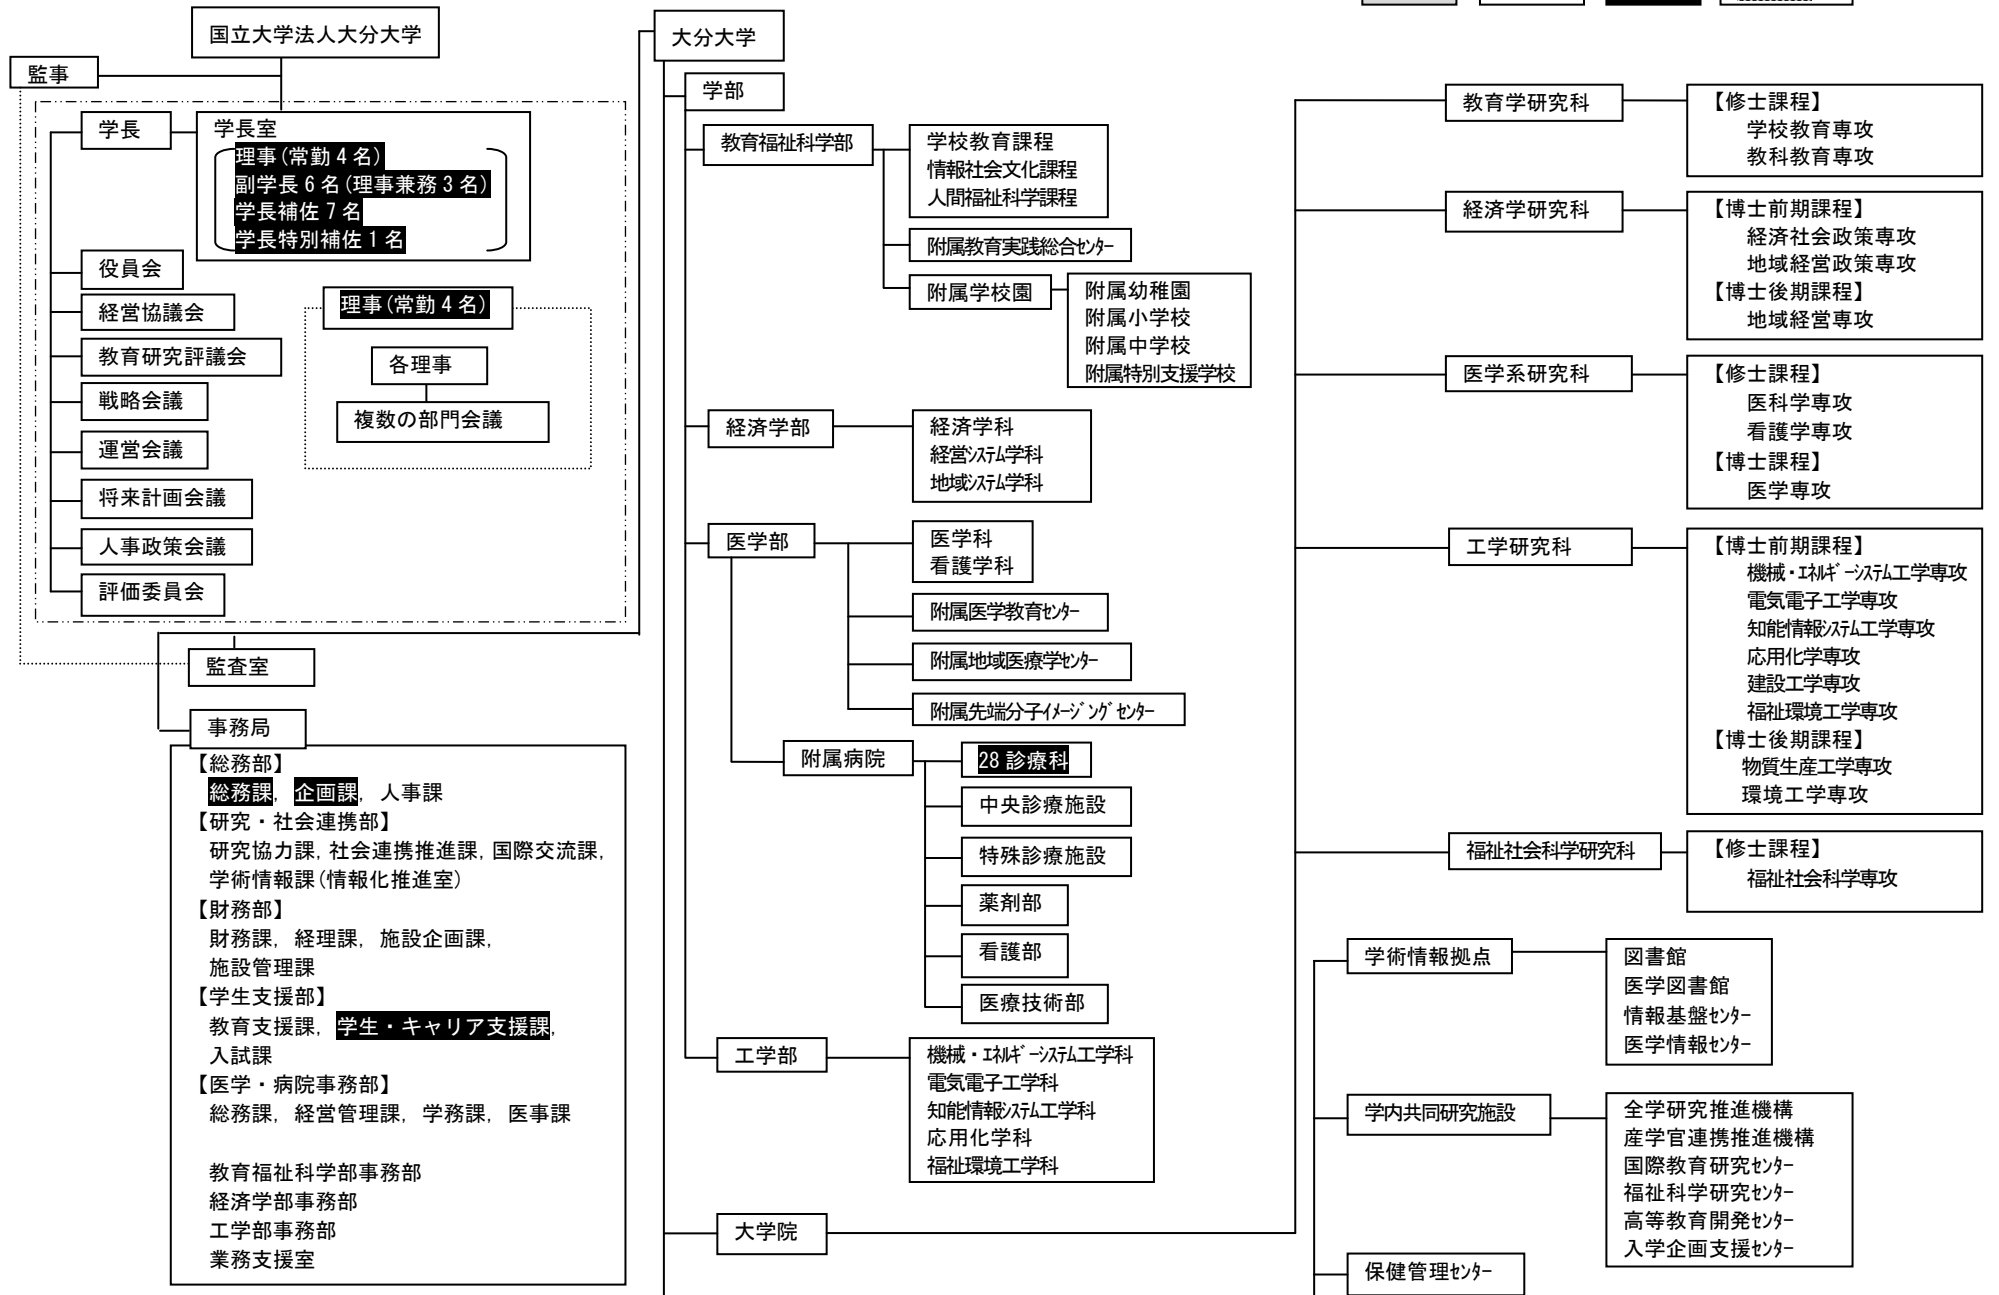 国立大学法人大分大学
監事
学長
学長室
理事(常勤4名)
副学長6名(理事兼務3名)
学長補佐7名
学長特別補佐1名
役員会
経営協議会
教育研究評議会
戦略会議
運営会議
将来計画会議
人事政策会議
評価委員会
理事(常勤4名)
各理事
複数の部門会議
監査室
事務局
【総務部】
総務課, 企画課, 人事課
【研究・社会連携部】
研究協力課, 社会連携推進課, 国際交流課,
学術情報課(情報化推進室)
【財務部】
財務課, 経理課, 施設企画課,
施設管理課
【学生支援部】
教育支援課, 学生・キャリア支援課,
入試課
【医学・病院事務部】
総務課, 経営管理課, 学務課, 医事課
教育福祉科学部事務部
経済学部事務部
工学部事務部
業務支援室
大分大学
学部
教育福祉科学部
学校教育課程
情報社会文化課程
人間福祉科学課程
附属教育実践総合センター
附属学校園
附属幼稚園
附属小学校
附属中学校
附属特別支援学校
経済学部
経済学科
経営システム学科
地域システム学科
医学部
医学科
看護学科
附属医学教育センター
附属地域医療学センター
附属先端分子イメージングセンター
附属病院
28診療科
中央診療施設
特殊診療施設
薬剤部
看護部
医療技術部
工学部
機械・エネルギーシステム工学科
電気電子工学科
知能情報システム工学科
応用化学科
福祉環境工学科
大学院
教育学研究科
【修士課程】
学校教育専攻
教科教育専攻
経済学研究科
【博士前期課程】
経済社会政策専攻
地域経営政策専攻
【博士後期課程】
地域経営専攻
医学系研究科
【修士課程】
医科学専攻
看護学専攻
【博士課程】
医学専攻
工学研究科
【博士前期課程】
機械・エネルギーシステム工学専攻
電気電子工学専攻
知能情報システム工学専攻
応用化学専攻
建設工学専攻
福祉環境工学専攻
【博士後期課程】
物質生産工学専攻
環境工学専攻
福祉社会科学研究科
【修士課程】
福祉社会科学専攻
学術情報拠点
図書館
医学図書館
情報基盤センター
医学情報センター
学内共同研究施設
全学研究推進機構
産学官連携推進機構
国際教育研究センター
福祉科学研究センター
高等教育開発センター
入学企画支援センター
保健管理センター